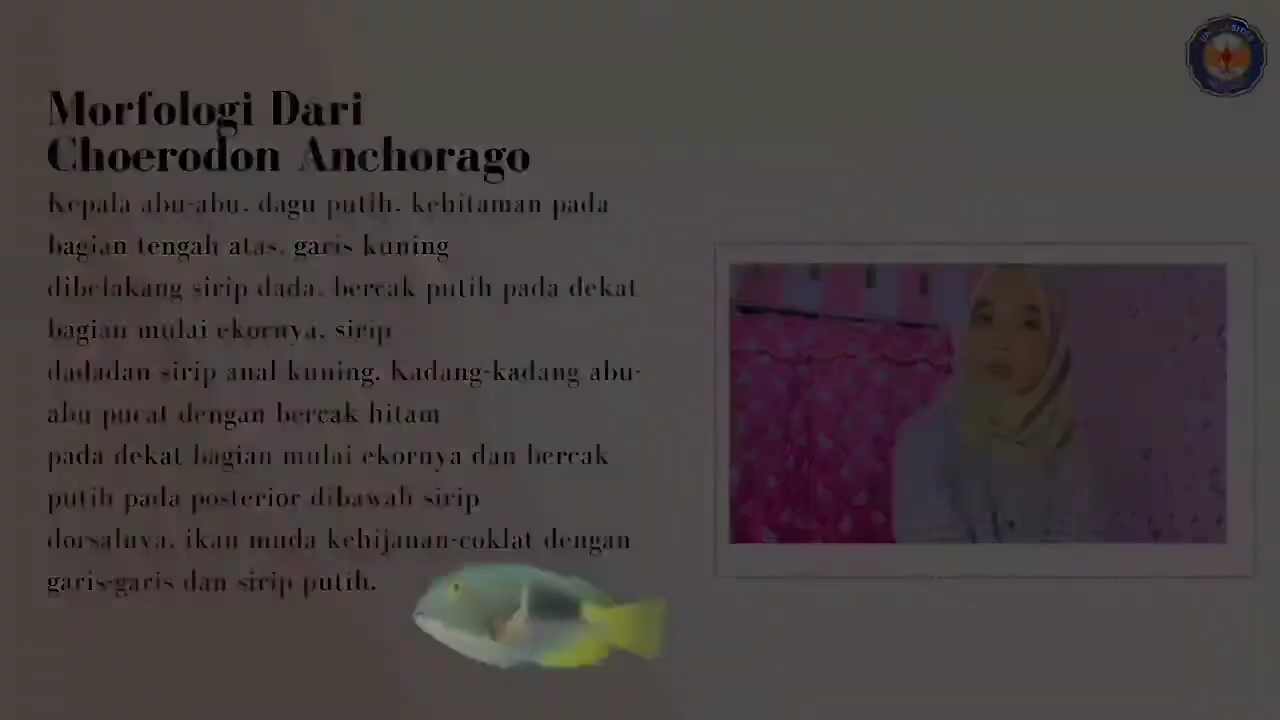 Morfologi Dari
Choerodon Anchorago
Kepala abu-abu, dagu putih, kehitaman pada
bagian tengah atas, garis kuning
dibelakang sirip dada, bercak putih pada dekat
bagian mulai ekornya, sirip
dadadan sirip anal kuning. Kadang-kadang abu-
abu pucat dengan bercak hitam
pada dekat bagian mulai ekornya dan bercak
putih pada posterior dibawah sirip
dorsalnya, ikan muda kehijanan-coklat dengan
garis-garis dan sirip putih.